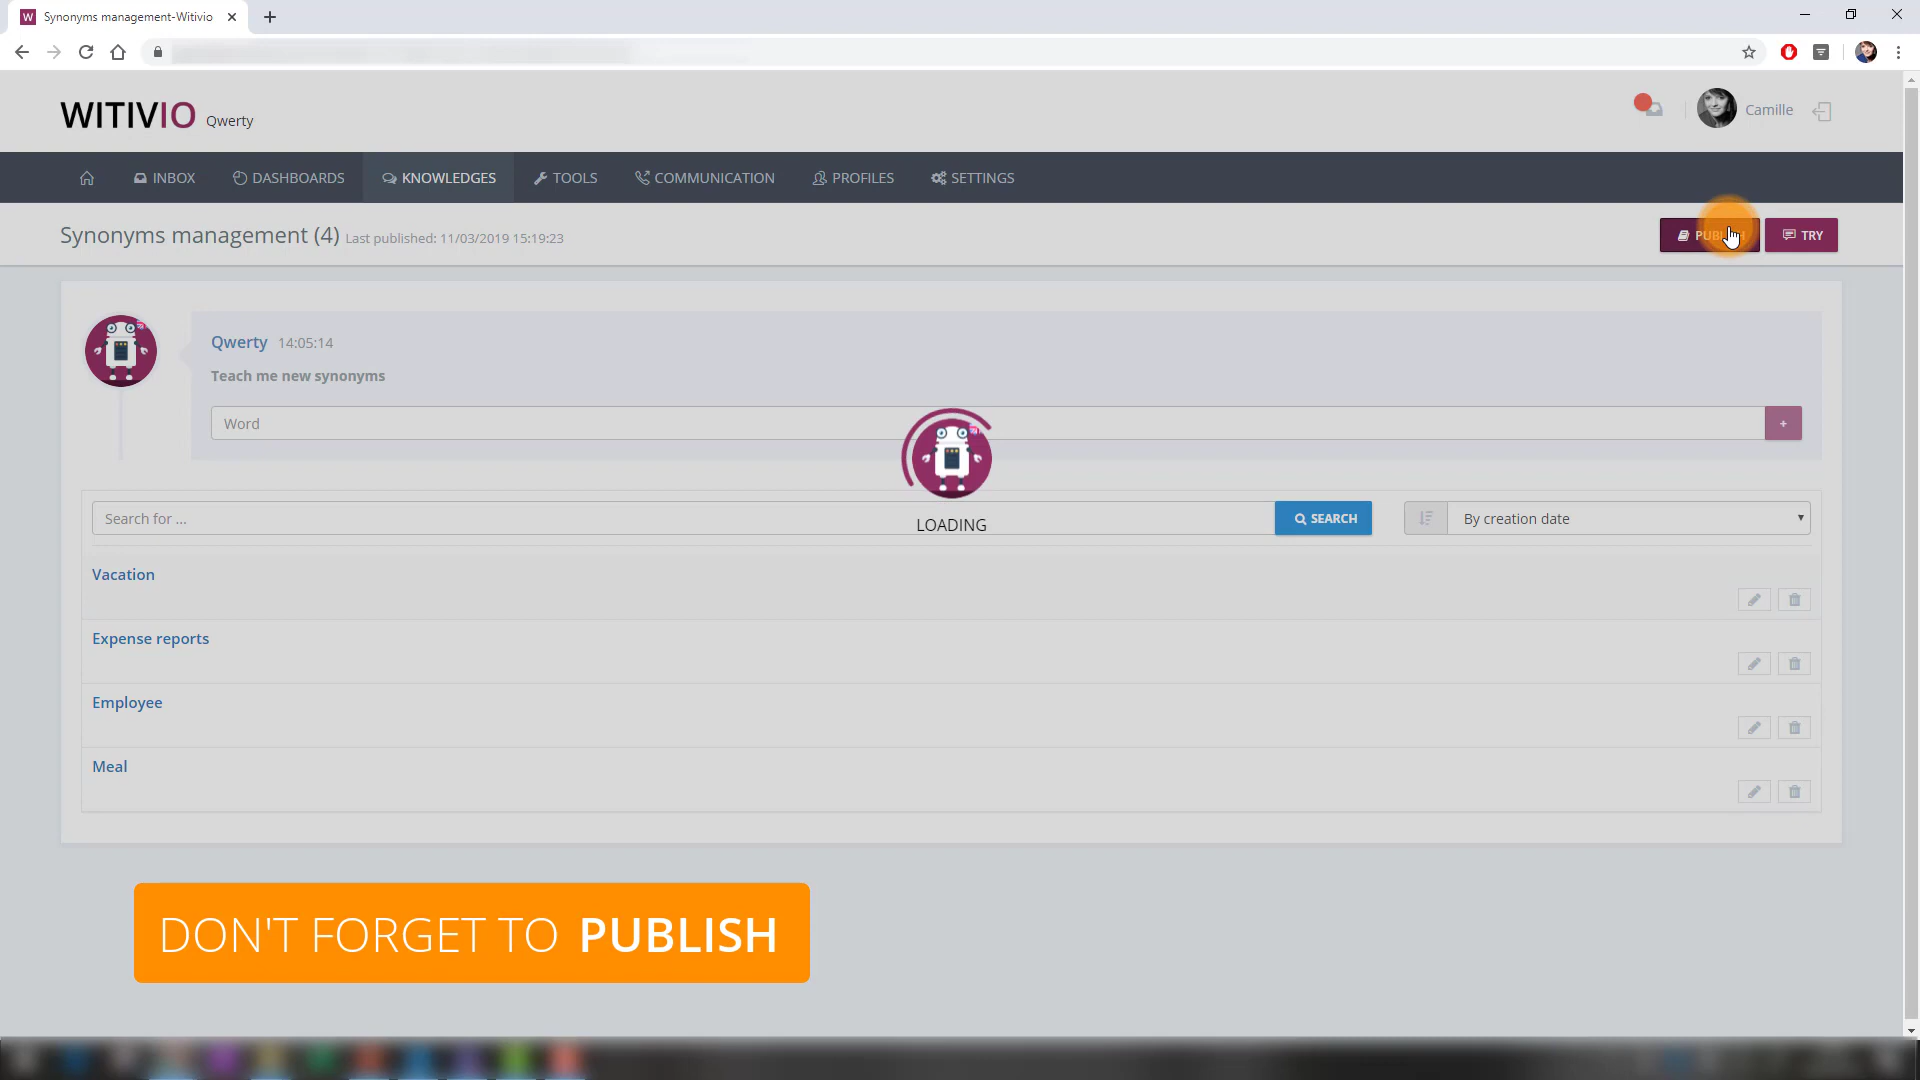 Synonyms management-Witivio
WITIVIO Qwerty
Camille
INBOX DASHBOARDS KNOWLEDGES TOOLS COMMUNICATION PROFILES SETTINGS
Synonyms management (4) Last published: 11/03/2019 15:19:23
TRY
Qwerty 14:05:14
Teach me new synonyms
Word
+
Search for ...
SEARCH
By creation date
LOADING
Vacation
Expense reports
Employee
Meal
DON'T FORGET TO PUBLISH